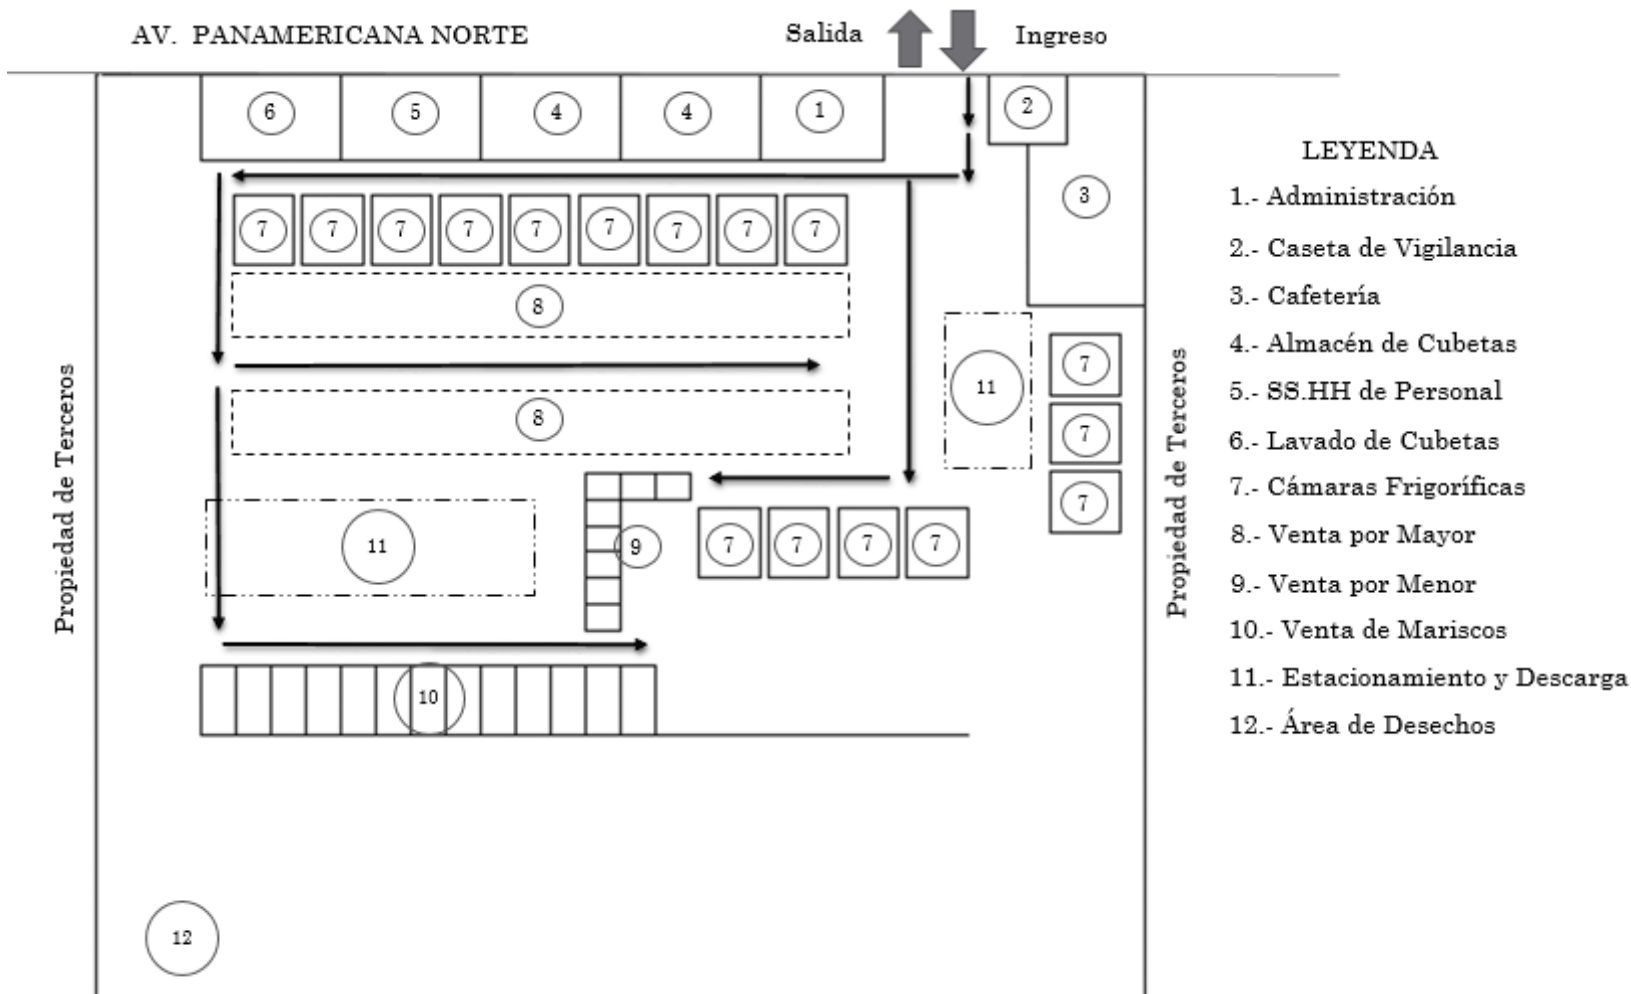 AV. PANAMERICANA NORTE
Salida
Ingreso
6
5
4
4
1
2
3
7
7
7
7
7
7
7
7
7
8
8
11
7
7
7
11
9
7
7
7
7
10
12
Propiedad de Terceros
Propiedad de Terceros
LEYENDA
1.- Administración
2.- Caseta de Vigilancia
3.- Cafetería
4.- Almacén de Cubetas
5.- SS.HH de Personal
6.- Lavado de Cubetas
7.- Cámaras Frigoríficas
8.- Venta por Mayor
9.- Venta por Menor
10.- Venta de Mariscos
11.- Estacionamiento y Descarga
12.- Área de Desechos